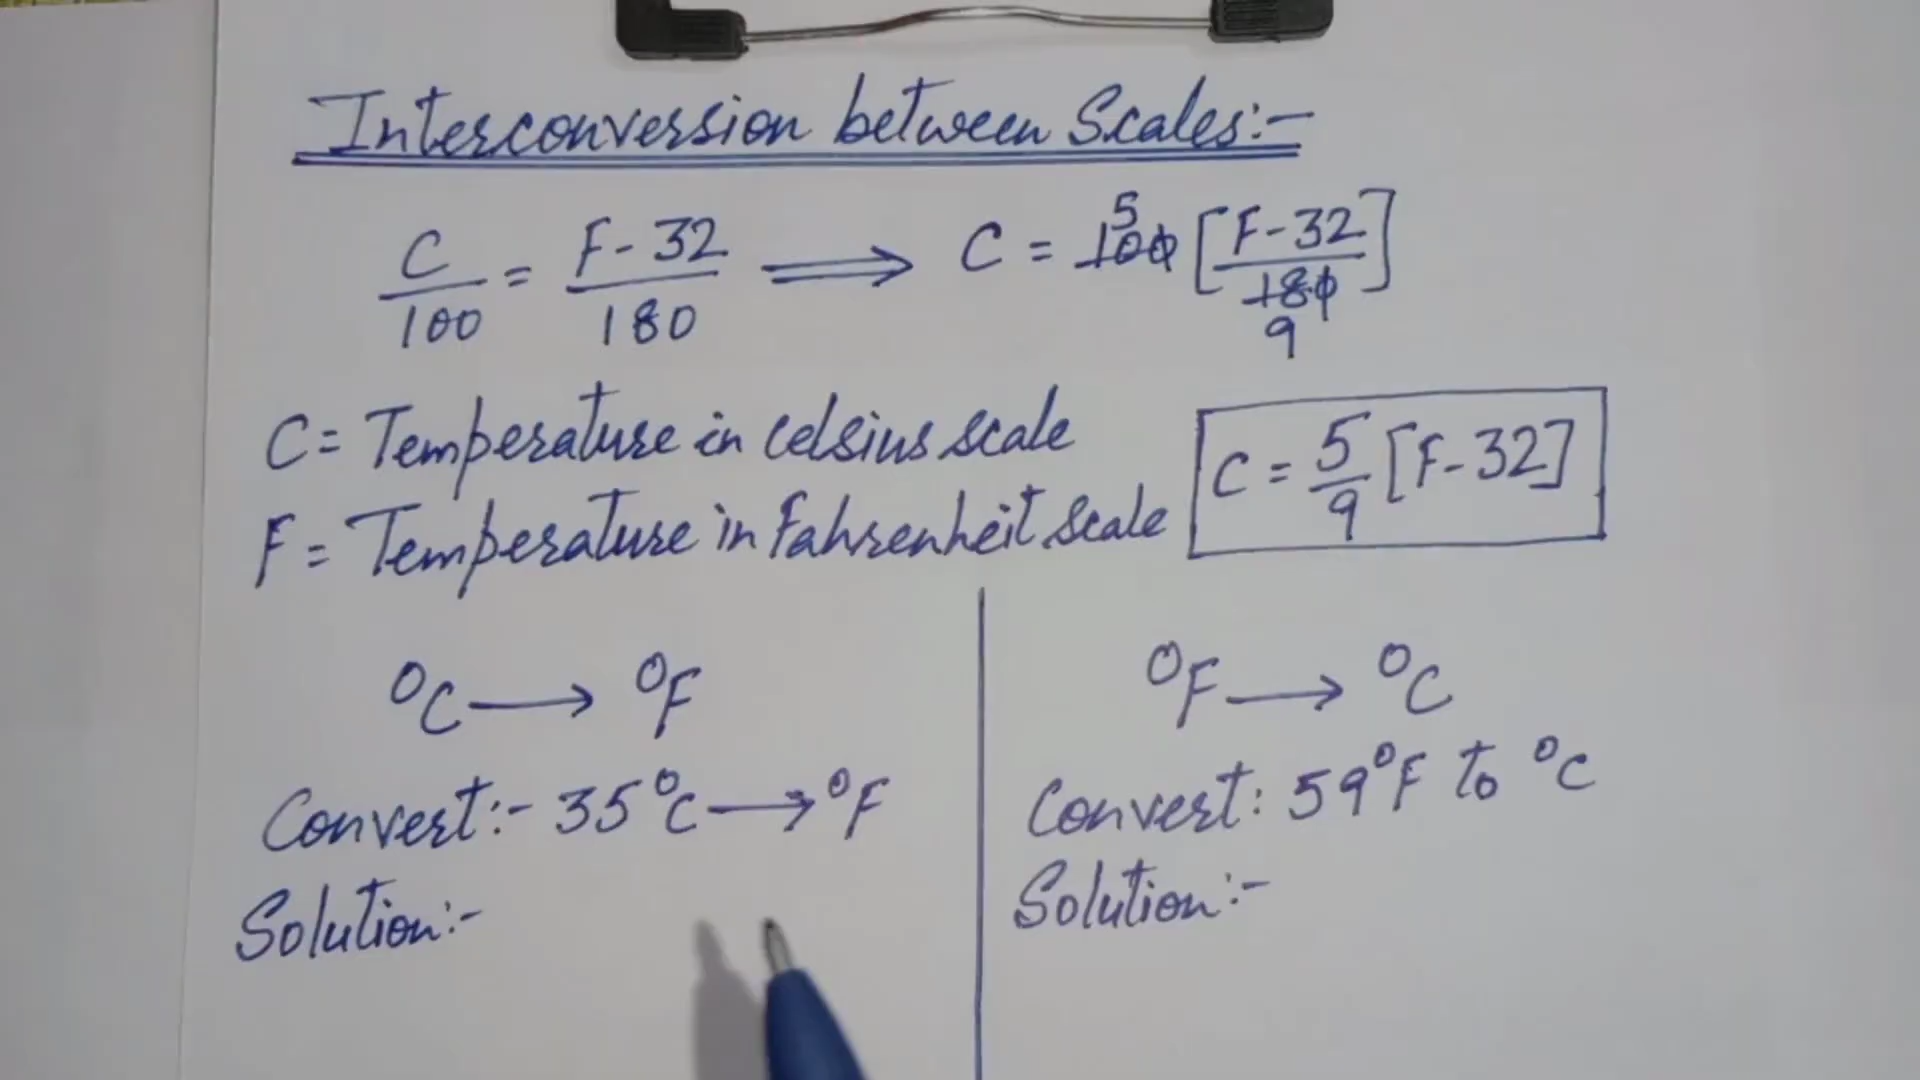 Interconversion between Scales:-
C/100 = F-32/180 ⟹ C = 5 100 [F-32/180] 9
C = Temperature in celsius scale
F = Temperature in Fahrenheit scale
C = 5/9 [F-32]
°C → °F
Convert:- 35°C → °F
Solution:-
°F → °C
Convert: 59°F to °C
Solution:-